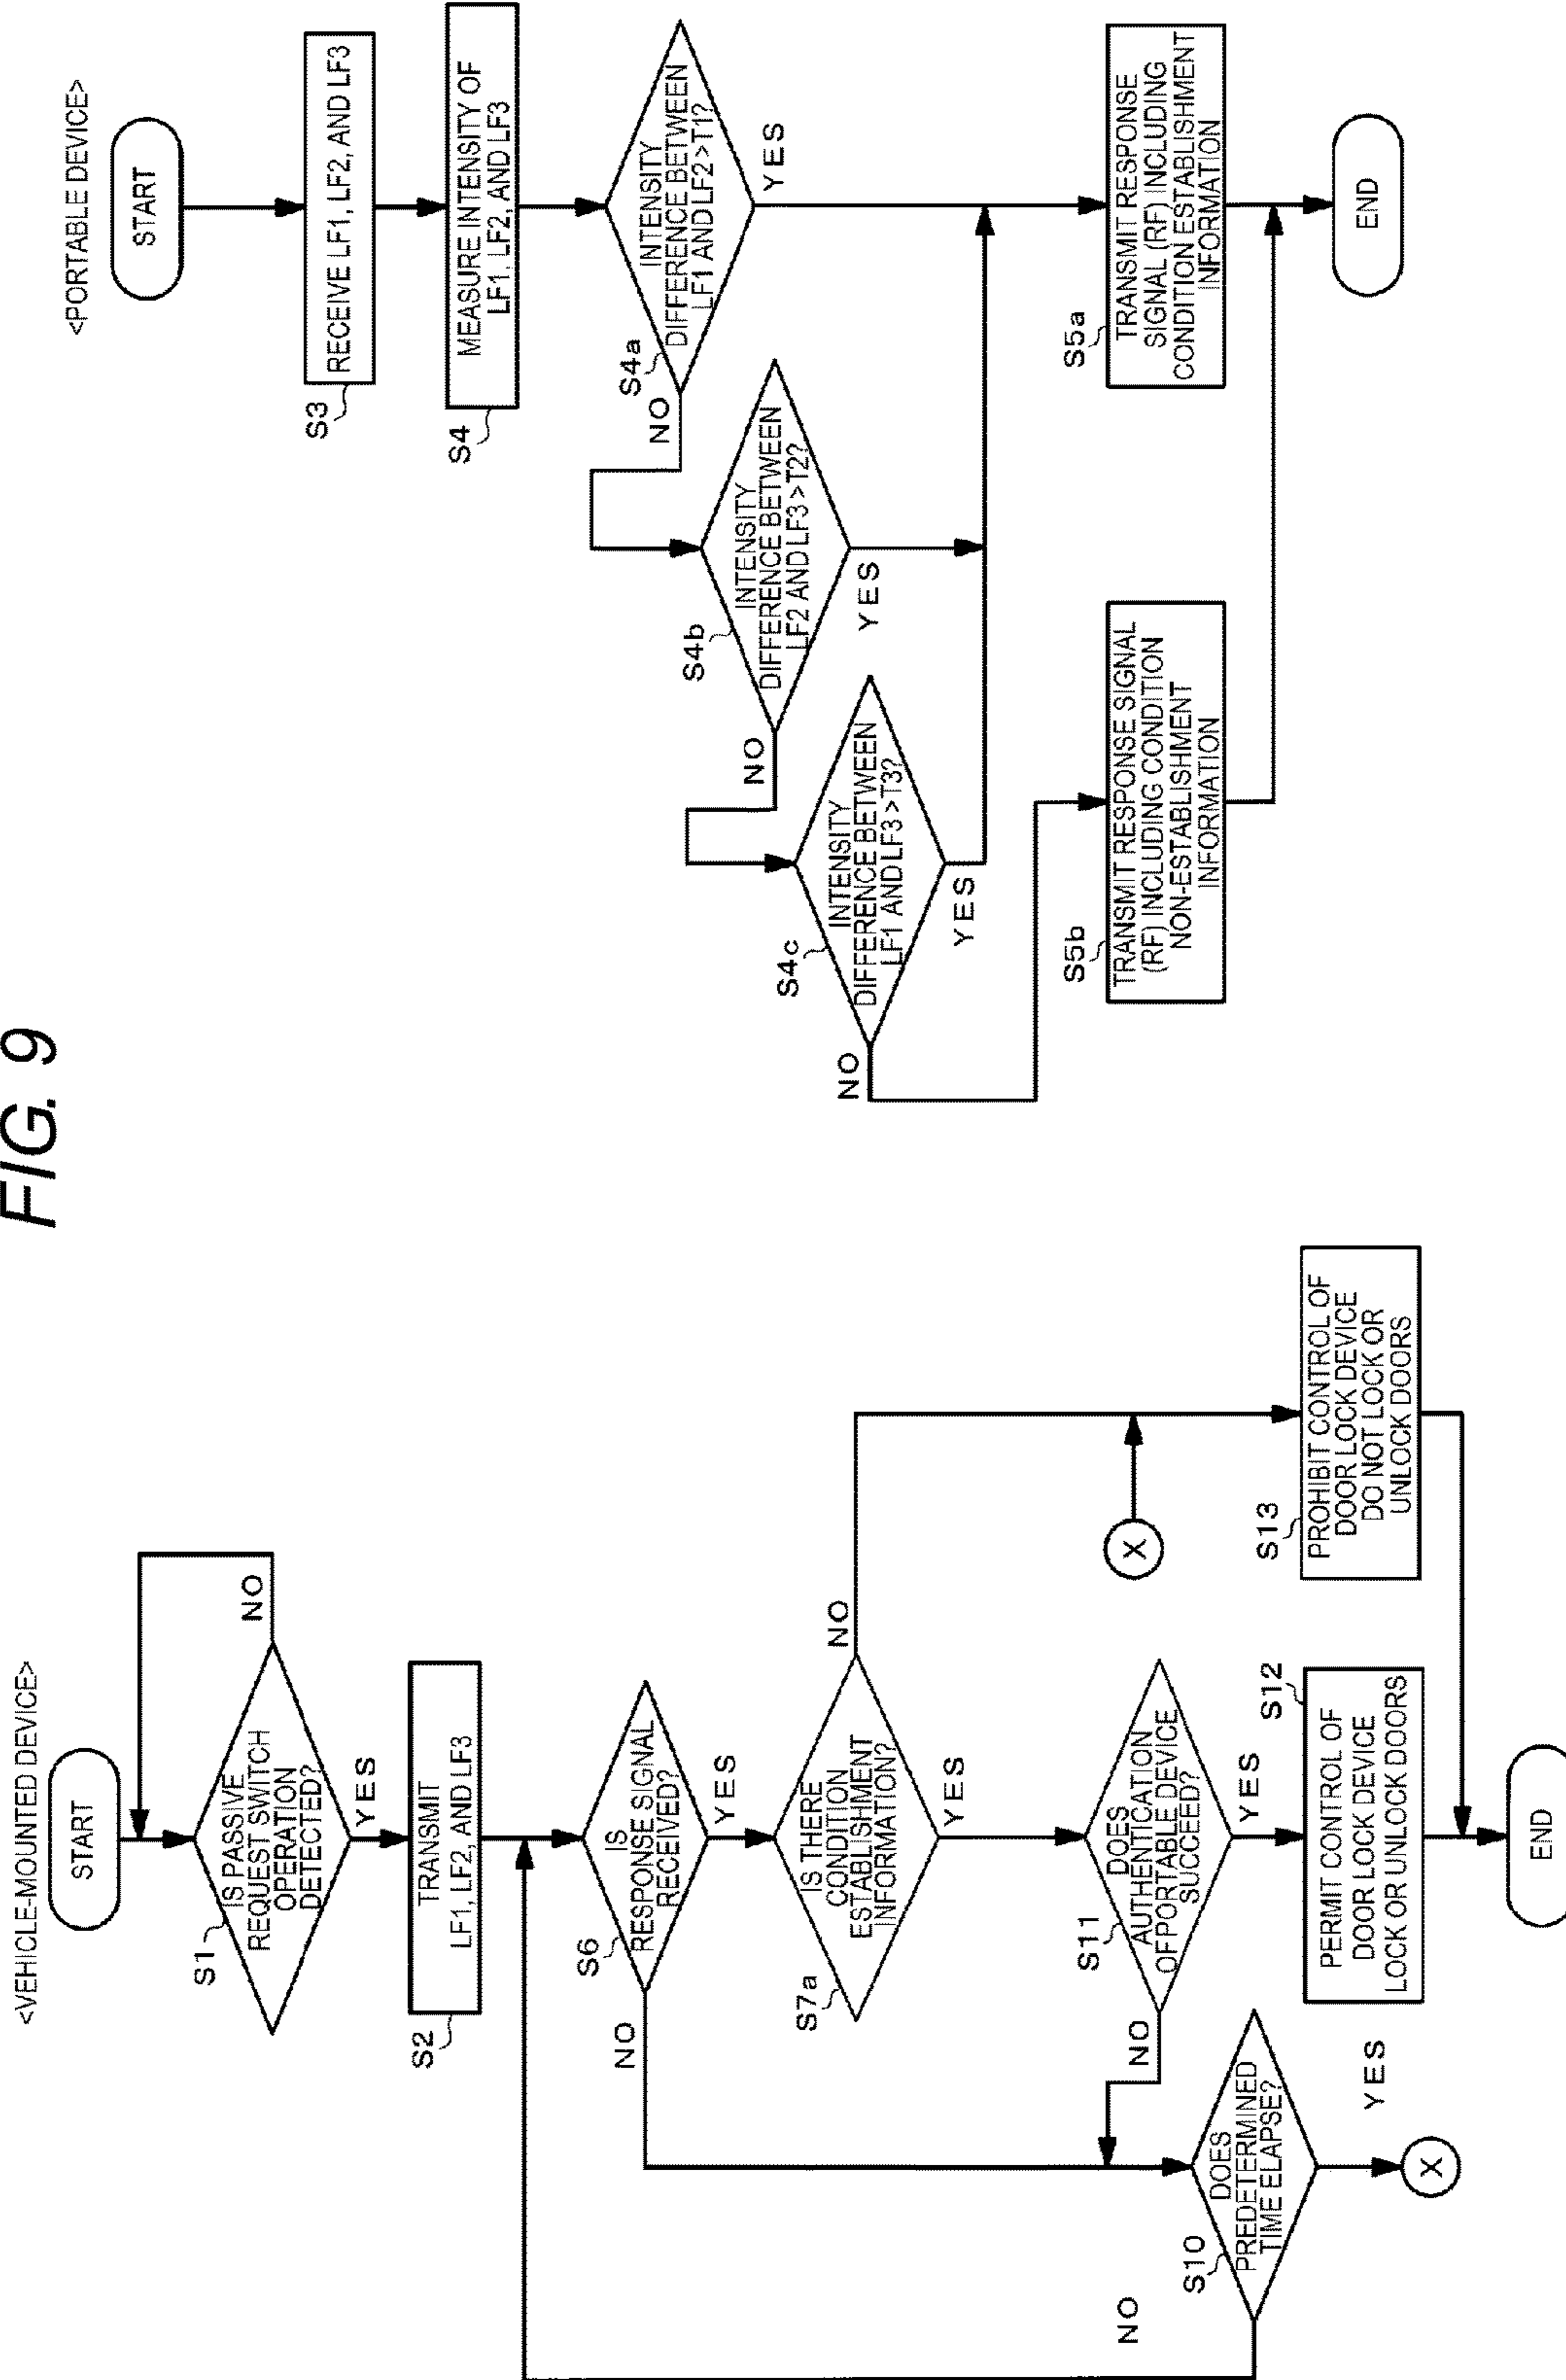 FIG. 9
<VEHICLE-MOUNTED DEVICE>
START
S1
IS PASSIVE
REQUEST SWITCH
OPERATION
DETECTED?
NO
YES
S2
TRANSMIT
LF1, LF2, AND LF3
S6
IS
RESPONSE SIGNAL
RECEIVED?
NO
YES
S7a
IS THERE
CONDITION
ESTABLISHMENT
INFORMATION?
NO
YES
S11
DOES
AUTHENTICATION
OF PORTABLE DEVICE
SUCCEED?
NO
YES
S10
DOES
PREDETERMINED
TIME ELAPSE?
NO
YES
X
S12
PERMIT CONTROL OF
DOOR LOCK DEVICE
LOCK OR UNLOCK DOORS
X
S13
PROHIBIT CONTROL OF
DOOR LOCK DEVICE
DO NOT LOCK OR
UNLOCK DOORS
END
<PORTABLE DEVICE>
START
S3
RECEIVE LF1, LF2, AND LF3
S4
MEASURE INTENSITY OF
LF1. LF2, AND LF3
S4a
INTENSITY
DIFFERENCE BETWEEN
LF1 AND LF2 >T1?
NO
YES
S4b
INTENSITY
DIFFERENCE BETWEEN
LF2 AND LF3 >T2?
NO
YES
S4c
INTENSITY
DIFFERENCE BETWEEN
LF1 AND LF3 >T3?
NO
YES
S5b
TRANSMIT RESPONSE SIGNAL
(RF) INCLUDING CONDITION
NON-ESTABLISHMENT
INFORMATION
S5a
TRANSMIT RESPONSE
SIGNAL (RF) INCLUDING
CONDITION ESTABLISHMENT
INFORMATION
END